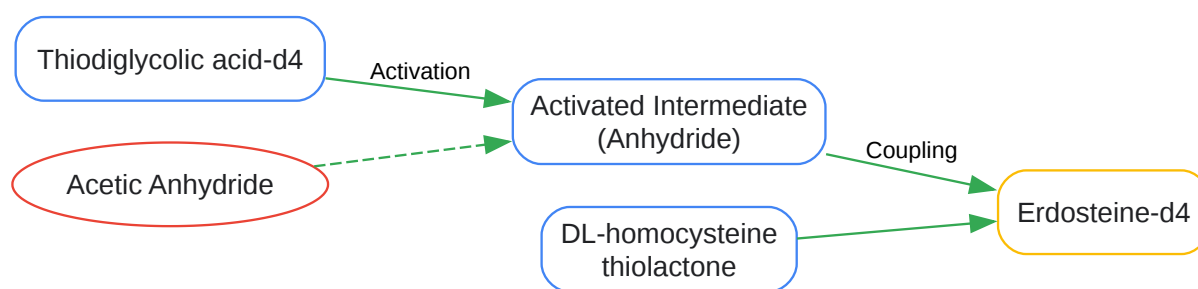 Thiodiglycolic acid-d4
Activation
Acetic Anhydride
Activated Intermediate
(Anhydride)
Coupling
DL-homocysteine
thiolactone
Erdosteine-d4